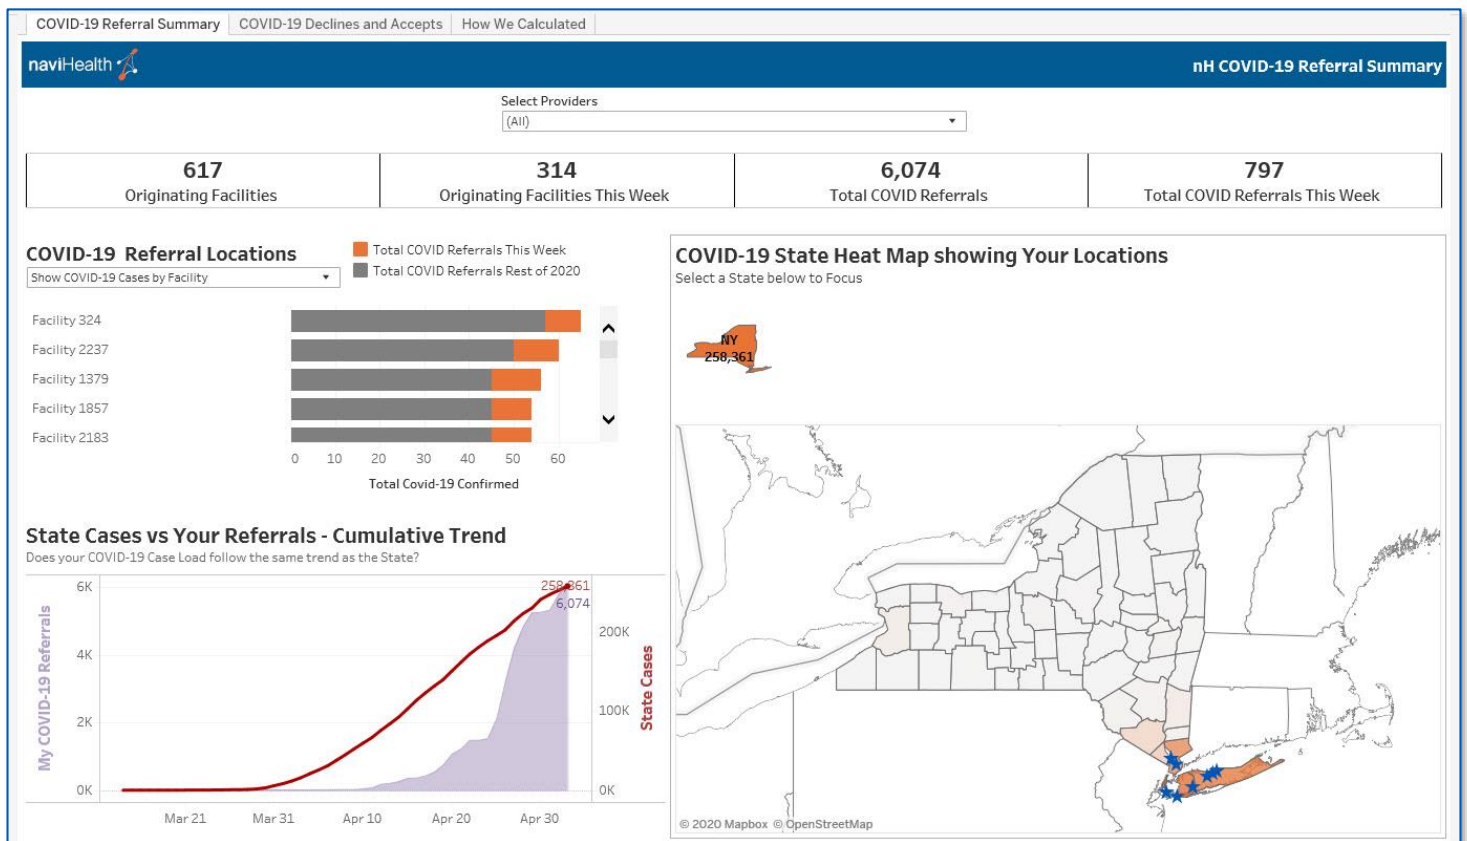 COVID-19 Referral Summary
COVID-19 Declines and Accepts
How We Calculated
naviHealth
nH COVID-19 Referral Summary
Select Providers
(All)
617
Originating Facilities
314
Originating Facilities This Week
6,074
Total COVID Referrals
797
Total COVID Referrals This Week
COVID-19 Referral Locations
Show COVID-19 Cases by Facility
Total COVID Referrals This Week
Total COVID Referrals Rest of 2020
Facility 324
Facility 2237
Facility 1379
Facility 1857
Facility 2183
0 10 20 30 40 50 60
Total Covid-19 Confirmed
COVID-19 State Heat Map showing Your Locations
Select a State below to Focus
NY
258,361
© 2020 Mapbox © OpenStreetMap
State Cases vs Your Referrals - Cumulative Trend
Does your COVID-19 Case Load follow the same trend as the State?
My COVID-19 Referrals
6K
4K
2K
0K
258,361
6,074
200K
100K
0K
State Cases
Mar 21 Mar 31 Apr 10 Apr 20 Apr 30